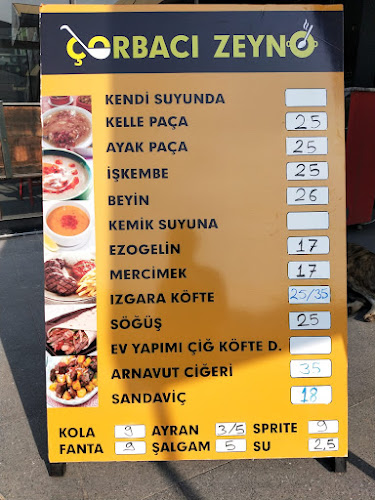 ÇORBACI ZEYNO
KENDİ SUYUNDA
KELLE PAÇA 25
AYAK PAÇA 25
İŞKEMBE 25
BEYİN 26
KEMİK SUYUNA
EZOGELİN 17
MERCİMEK 17
IZGARA KÖFTE 25/35
SÖĞÜŞ 25
EV YAPIMI ÇİĞ KÖFTE D.
ARNAVUT CİĞERİ 35
SANDAVİÇ 18
KOLA 9 AYRAN 3/5 SPRITE 9
FANTA 9 ŞALGAM 5 SU 2,5